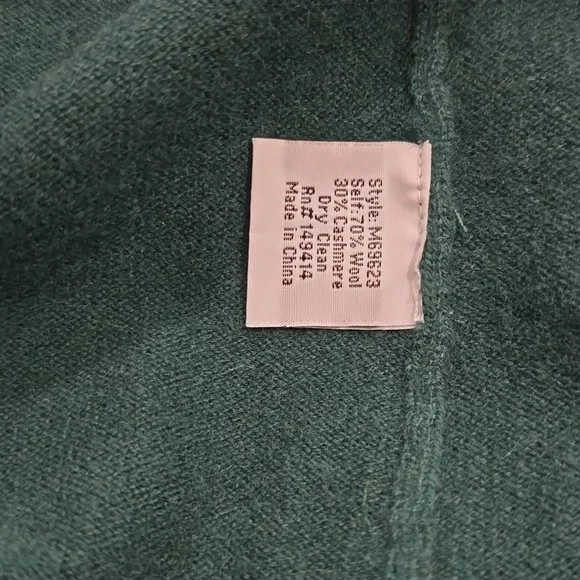 Style: M69623
Self:70% Wool
30% Cashmere
Dry Clean
Rn# 149414
Made in China